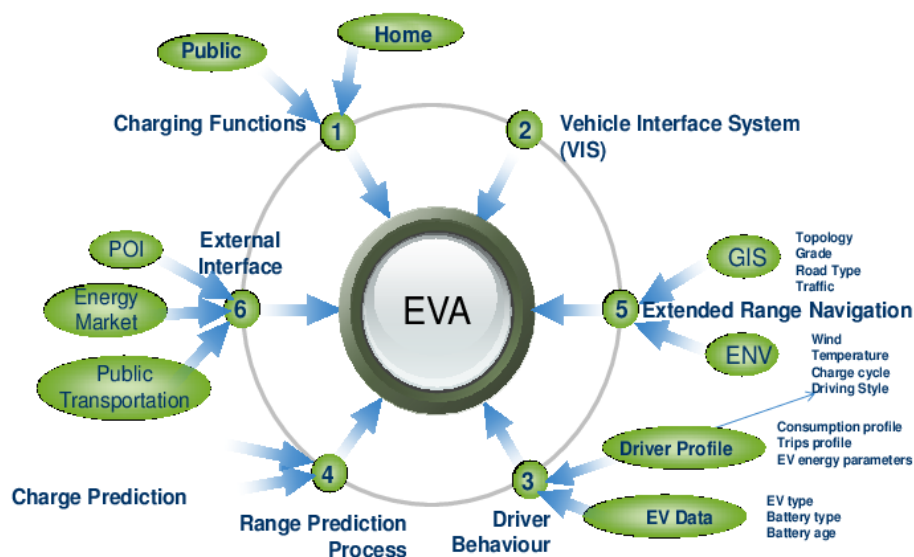 Public
Home
Charging Functions
1
2
Vehicle Interface System
(VIS)
POI
External
Interface
Energy
Market
6
Public
Transportation
EVA
GIS
Topology
Grade
Road Type
Traffic
5
Extended Range Navigation
ENV
Wind
Temperature
Charge cycle
Driving Style
Driver Profile
Consumption profile
Trips profile
EV energy parameters
4
3
Charge Prediction
EV Data
EV type
Battery type
Battery age
Range Prediction
Process
Driver
Behaviour